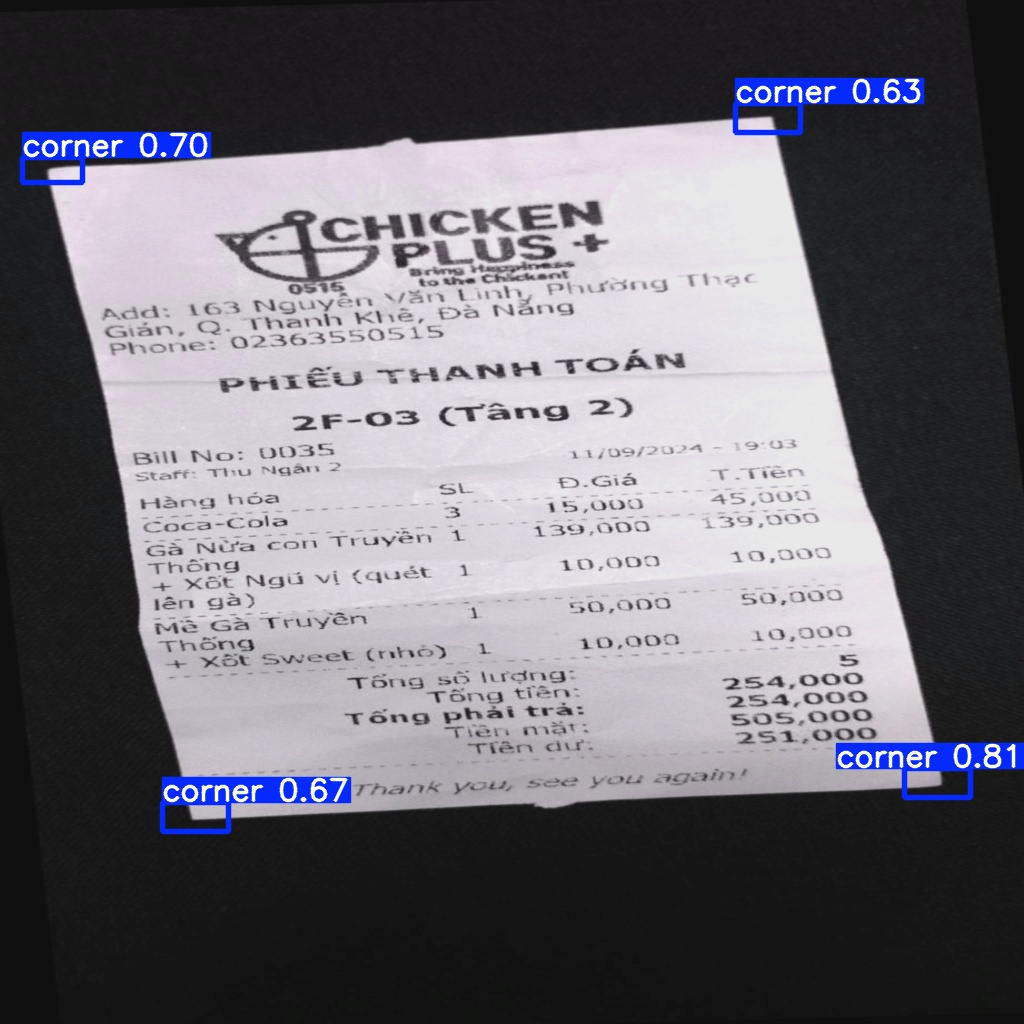 corner 0.63
corner 0.70
CHICKEN
PLUS +
Bring Happiness
to the Chickent
0515
Add: 163 Nguyễn Văn Linh, Phường Thạc
Gián, Q. Thanh Khê, Đà Nẵng
Phone: 02363550515
PHIẾU THANH TOÁN
2F-03 (Tầng 2)
Bill No: 0035
Staff: Thu Ngân 2 11/09/2024 - 19:03
Hàng hóa SL Đ.Giá T.Tiền
Coca-Cola 3 15,000 45,000
Gà Nửa con Truyền 1 139,000 139,000
Thống
+ Xốt Ngũ vị (quét 1 10,000 10,000
lên gà)
Mề Gà Truyền 1 50,000 50,000
Thống
+ Xốt Sweet (nhỏ) 1 10,000 10,000
Tổng số lượng: 5
Tổng tiền: 254,000
Tổng phải trả: 254,000
Tiền mặt: 505,000
Tiền dư: 251,000
Thank you, see you again!
corner 0.81
corner 0.67